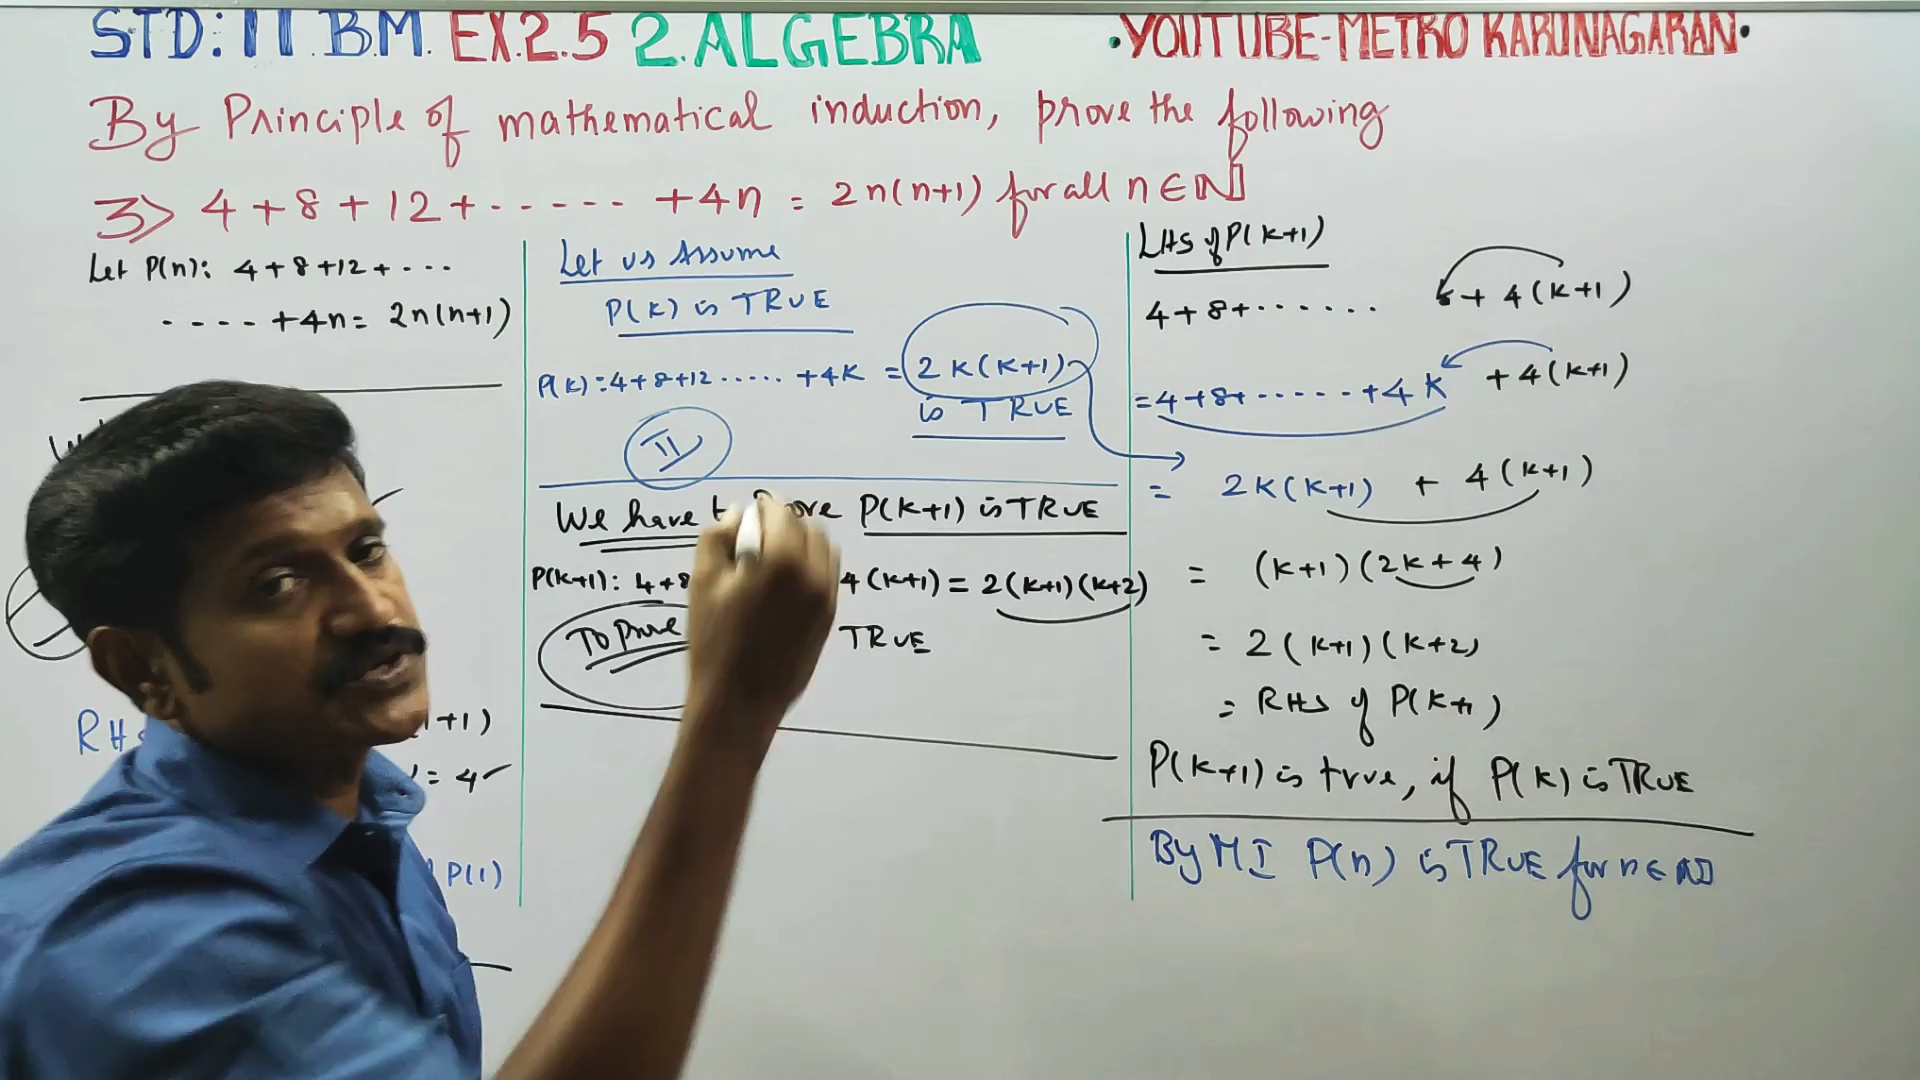 STD: 11 .B.M. EX.2.5 2. ALGEBRA
·YOUTUBE-METRO KARUNAGARAN·
By Principle of mathematical induction, prove the following
3> 4+8+12+ ..... +4n = 2n(n+1) for all n∈ℕ
Let P(n): 4+8+12+...
.... +4n = 2n(n+1)
RHS
+1)
= 4✓
P(1)
Let us Assume
P(k) is TRUE
P(k):4+8+12 ..... +4k = 2k(k+1)
is TRUE
II
We have P(k+1) is TRUE
P(k+1): 4+8 4(k+1) = 2(k+1)(k+2)
To prove TRUE
LHS of P(k+1)
4+8+...... + 4(k+1)
=4+8+.....+4k +4(k+1)
= 2k(k+1) + 4(k+1)
= (k+1)(2k+4)
= 2(k+1)(k+2)
= RHS of P(k+1)
P(k+1) is true, if P(k) is TRUE
By MI P(n) is TRUE for n∈ℕ